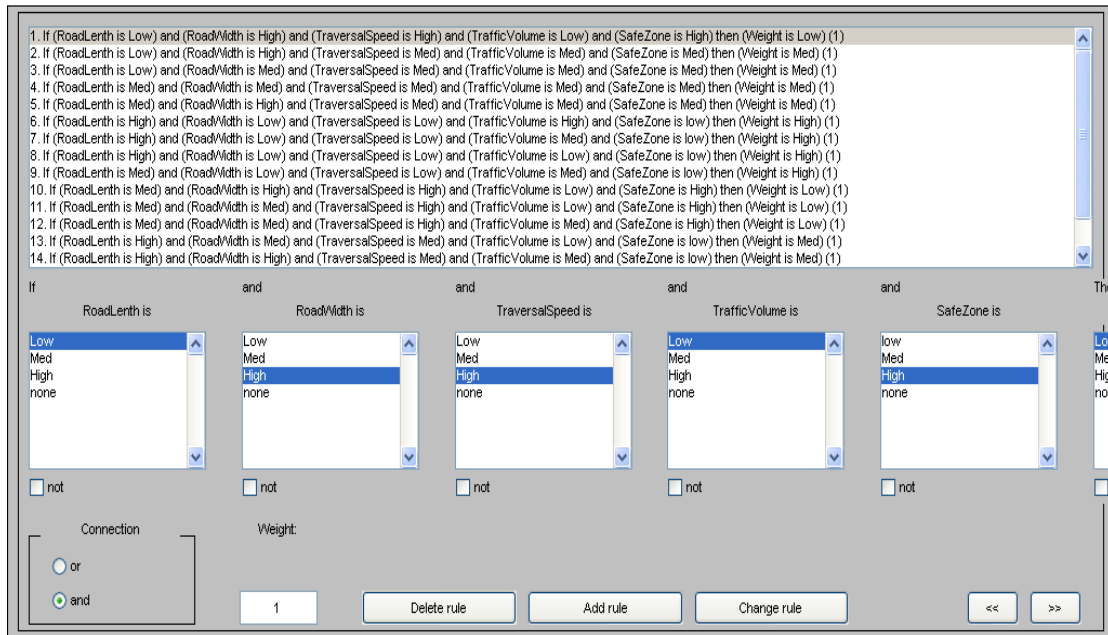 1. If (RoadLenth is Low) and (RoadWidth is High) and (TraversalSpeed is High) and (TrafficVolume is Low) and (SafeZone is High) then (Weight is Low) (1)
2. If (RoadLenth is Low) and (RoadWidth is High) and (TraversalSpeed is Med) and (TrafficVolume is Med) and (SafeZone is Med) then (Weight is Med) (1)
3. If (RoadLenth is Low) and (RoadWidth is Med) and (TraversalSpeed is Med) and (TrafficVolume is Med) and (SafeZone is Med) then (Weight is Med) (1)
4. If (RoadLenth is Med) and (RoadWidth is Med) and (TraversalSpeed is Med) and (TrafficVolume is Med) and (SafeZone is Med) then (Weight is Med) (1)
5. If (RoadLenth is Med) and (RoadWidth is High) and (TraversalSpeed is Med) and (TrafficVolume is Med) and (SafeZone is Med) then (Weight is Med) (1)
6. If (RoadLenth is High) and (RoadWidth is Low) and (TraversalSpeed is Low) and (TrafficVolume is High) and (SafeZone is low) then (Weight is High) (1)
7. If (RoadLenth is High) and (RoadWidth is Low) and (TraversalSpeed is Low) and (TrafficVolume is Med) and (SafeZone is low) then (Weight is High) (1)
8. If (RoadLenth is High) and (RoadWidth is Low) and (TraversalSpeed is Low) and (TrafficVolume is Low) and (SafeZone is low) then (Weight is High) (1)
9. If (RoadLenth is Med) and (RoadWidth is Low) and (TraversalSpeed is Low) and (TrafficVolume is Med) and (SafeZone is low) then (Weight is High) (1)
10. If (RoadLenth is Med) and (RoadWidth is High) and (TraversalSpeed is High) and (TrafficVolume is Low) and (SafeZone is High) then (Weight is Low) (1)
11. If (RoadLenth is Med) and (RoadWidth is Med) and (TraversalSpeed is High) and (TrafficVolume is Low) and (SafeZone is High) then (Weight is Low) (1)
12. If (RoadLenth is Med) and (RoadWidth is Med) and (TraversalSpeed is High) and (TrafficVolume is Med) and (SafeZone is High) then (Weight is Low) (1)
13. If (RoadLenth is High) and (RoadWidth is Med) and (TraversalSpeed is Med) and (TrafficVolume is Low) and (SafeZone is low) then (Weight is Med) (1)
14. If (RoadLenth is High) and (RoadWidth is High) and (TraversalSpeed is Med) and (TrafficVolume is Med) and (SafeZone is low) then (Weight is Med) (1)
If and and and and
RoadLenth is RoadWidth is TraversalSpeed is TrafficVolume is SafeZone is
Low Low Low Low low
Med Med Med Med Med
High High High High High
none none none none none
not not not not not
Connection Weight:
or
and 1 Delete rule Add rule Change rule << >>